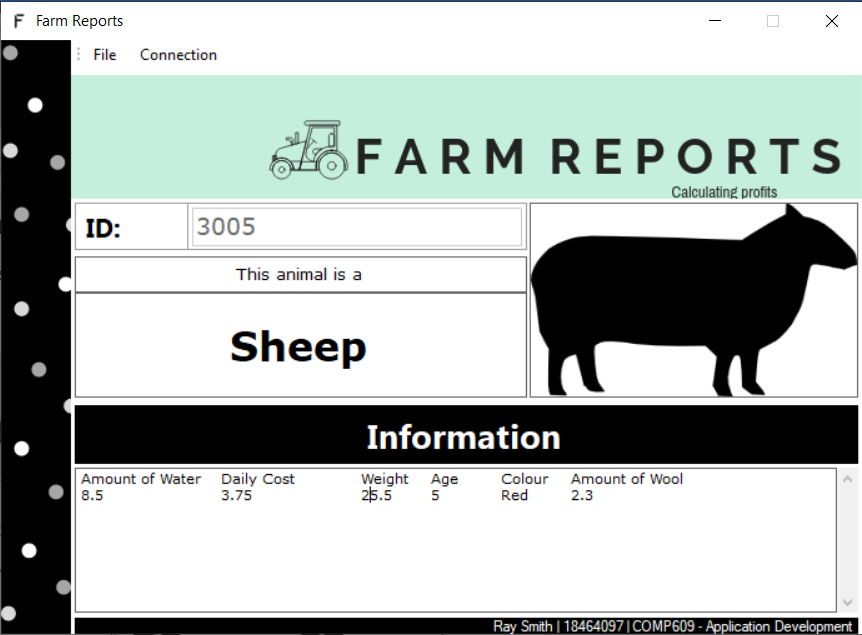 F Farm Reports
File Connection
FARM REPORTS
Calculating profits
ID: 3005
This animal is a
Sheep
Information
Amount of Water Daily Cost Weight Age Colour Amount of Wool
8.5 3.75 25.5 5 Red 2.3
Ray Smith | 18464097 | COMP609 - Application Development